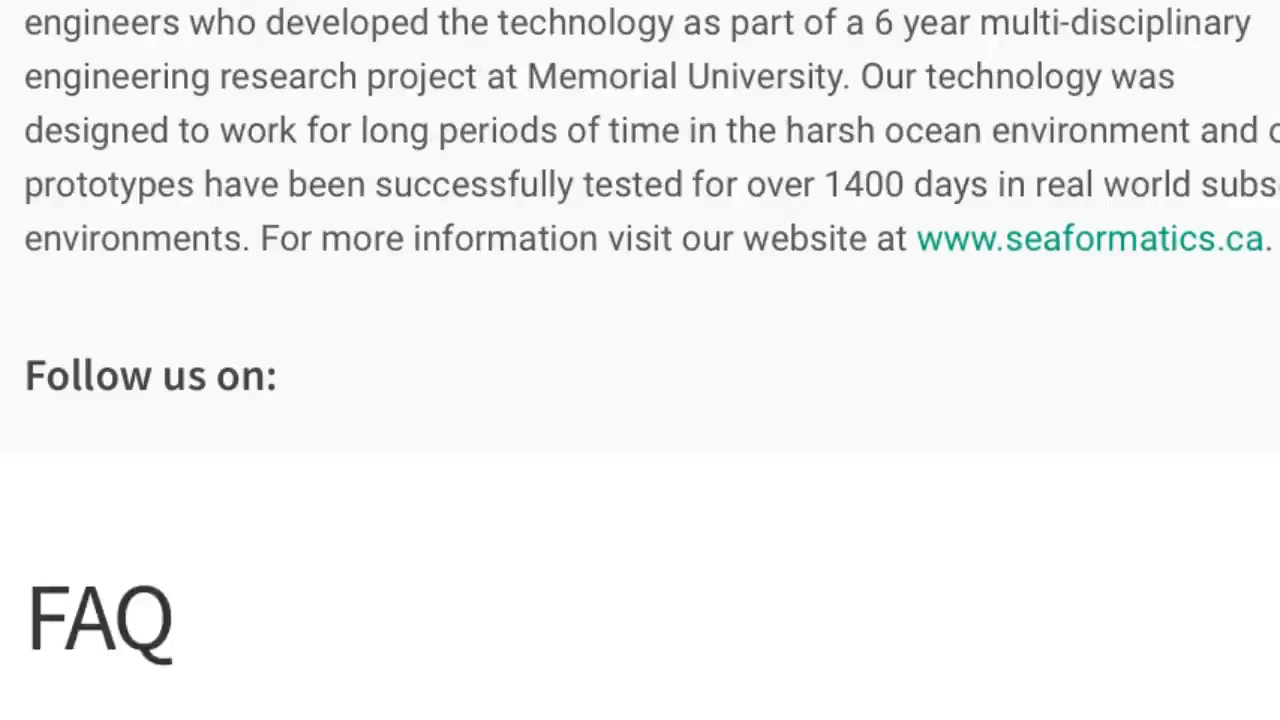 engineers who developed the technology as part of a 6 year multi-disciplinary
engineering research project at Memorial University. Our technology was
designed to work for long periods of time in the harsh ocean environment and
prototypes have been successfully tested for over 1400 days in real world
environments. For more information visit our website at www.seaformatics.ca.
Follow us on:
FAQ